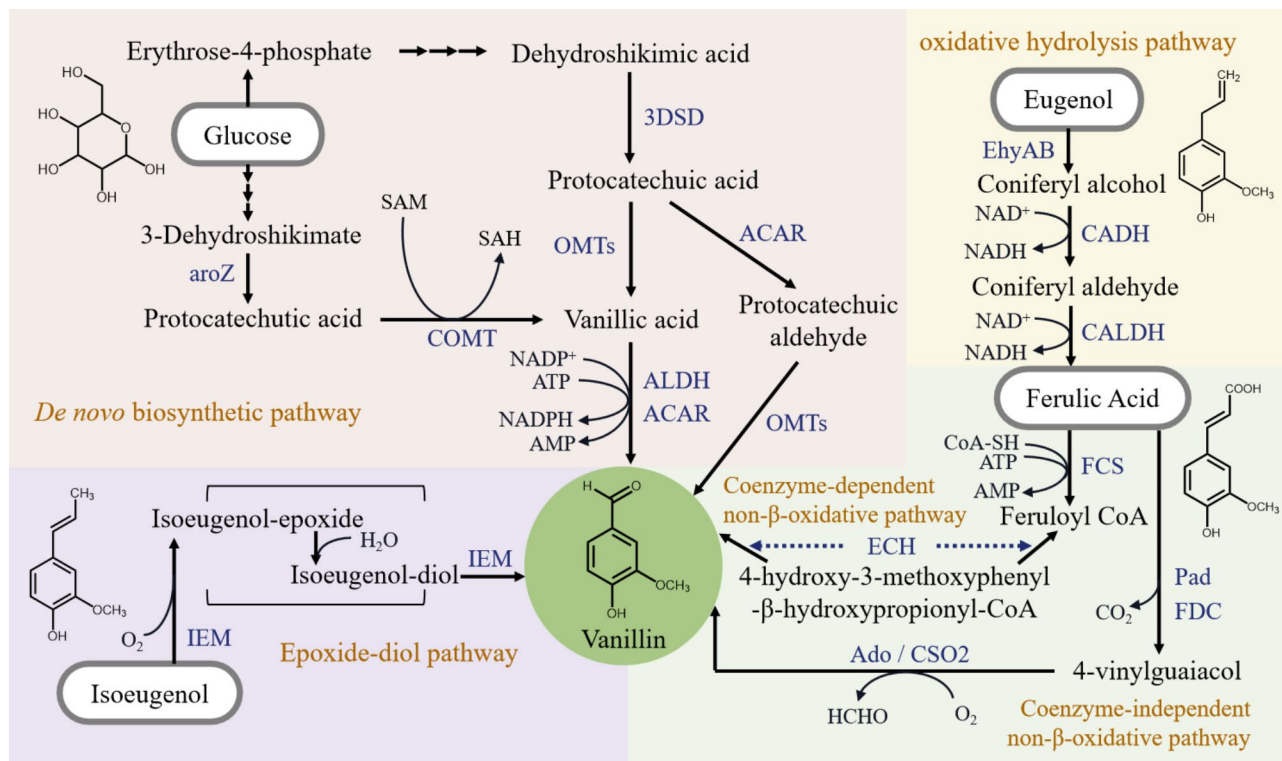 Erythrose-4-phosphate
Dehydroshikimic acid
oxidative hydrolysis pathway
HO
HO
O
HO
OH
OH
Glucose
3DSD
Protocatechuic acid
3-Dehydroshikimate
aroZ
Protocatechutic acid
SAM
SAH
COMT
OMTs
ACAR
Vanillic acid
Protocatechuic
aldehyde
NADP+
ATP
NADPH
AMP
ALDH
ACAR
OMTs
De novo biosynthetic pathway
Eugenol
CH₂
OCH₃
OH
EhyAB
Coniferyl alcohol
NAD⁺
NADH
CADH
Coniferyl aldehyde
NAD⁺
NADH
CALDH
Ferulic Acid
COOH
OCH₃
OH
CoA-SH
ATP
AMP
FCS
Feruloyl CoA
Coenzyme-dependent
non-β-oxidative pathway
ECH
4-hydroxy-3-methoxyphenyl
-β-hydroxypropionyl-CoA
Pad
FDC
CO₂
4-vinylguaiacol
Ado / CSO2
HCHO
O₂
Coenzyme-independent
non-β-oxidative pathway
CH₃
OCH₃
OH
Isoeugenol-epoxide
H₂O
Isoeugenol-diol
IEM
O₂
IEM
Epoxide-diol pathway
Isoeugenol
H
O
OCH₃
OH
Vanillin